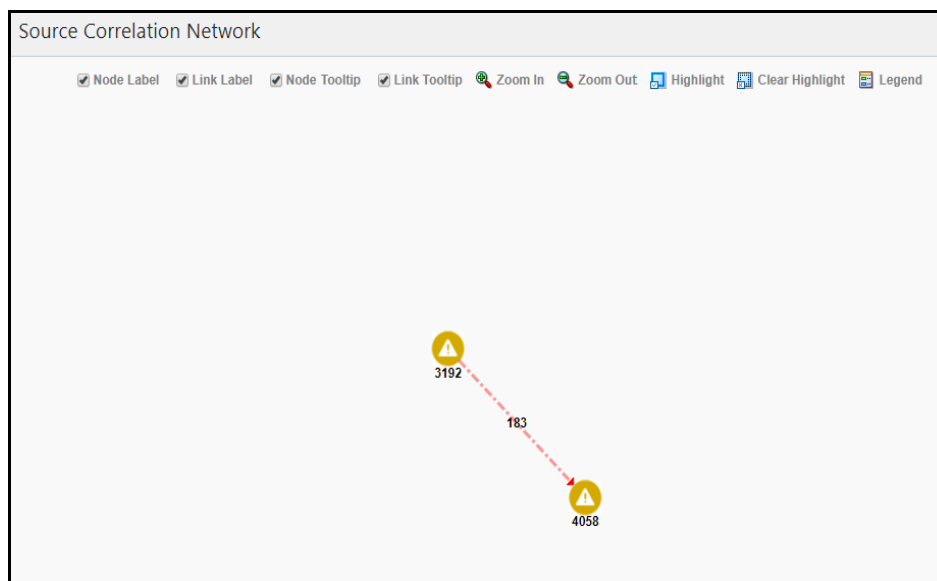 Source Correlation Network
Node Label Link Label Node Tooltip Link Tooltip Zoom In Zoom Out Highlight Clear Highlight Legend
3192
183
4058